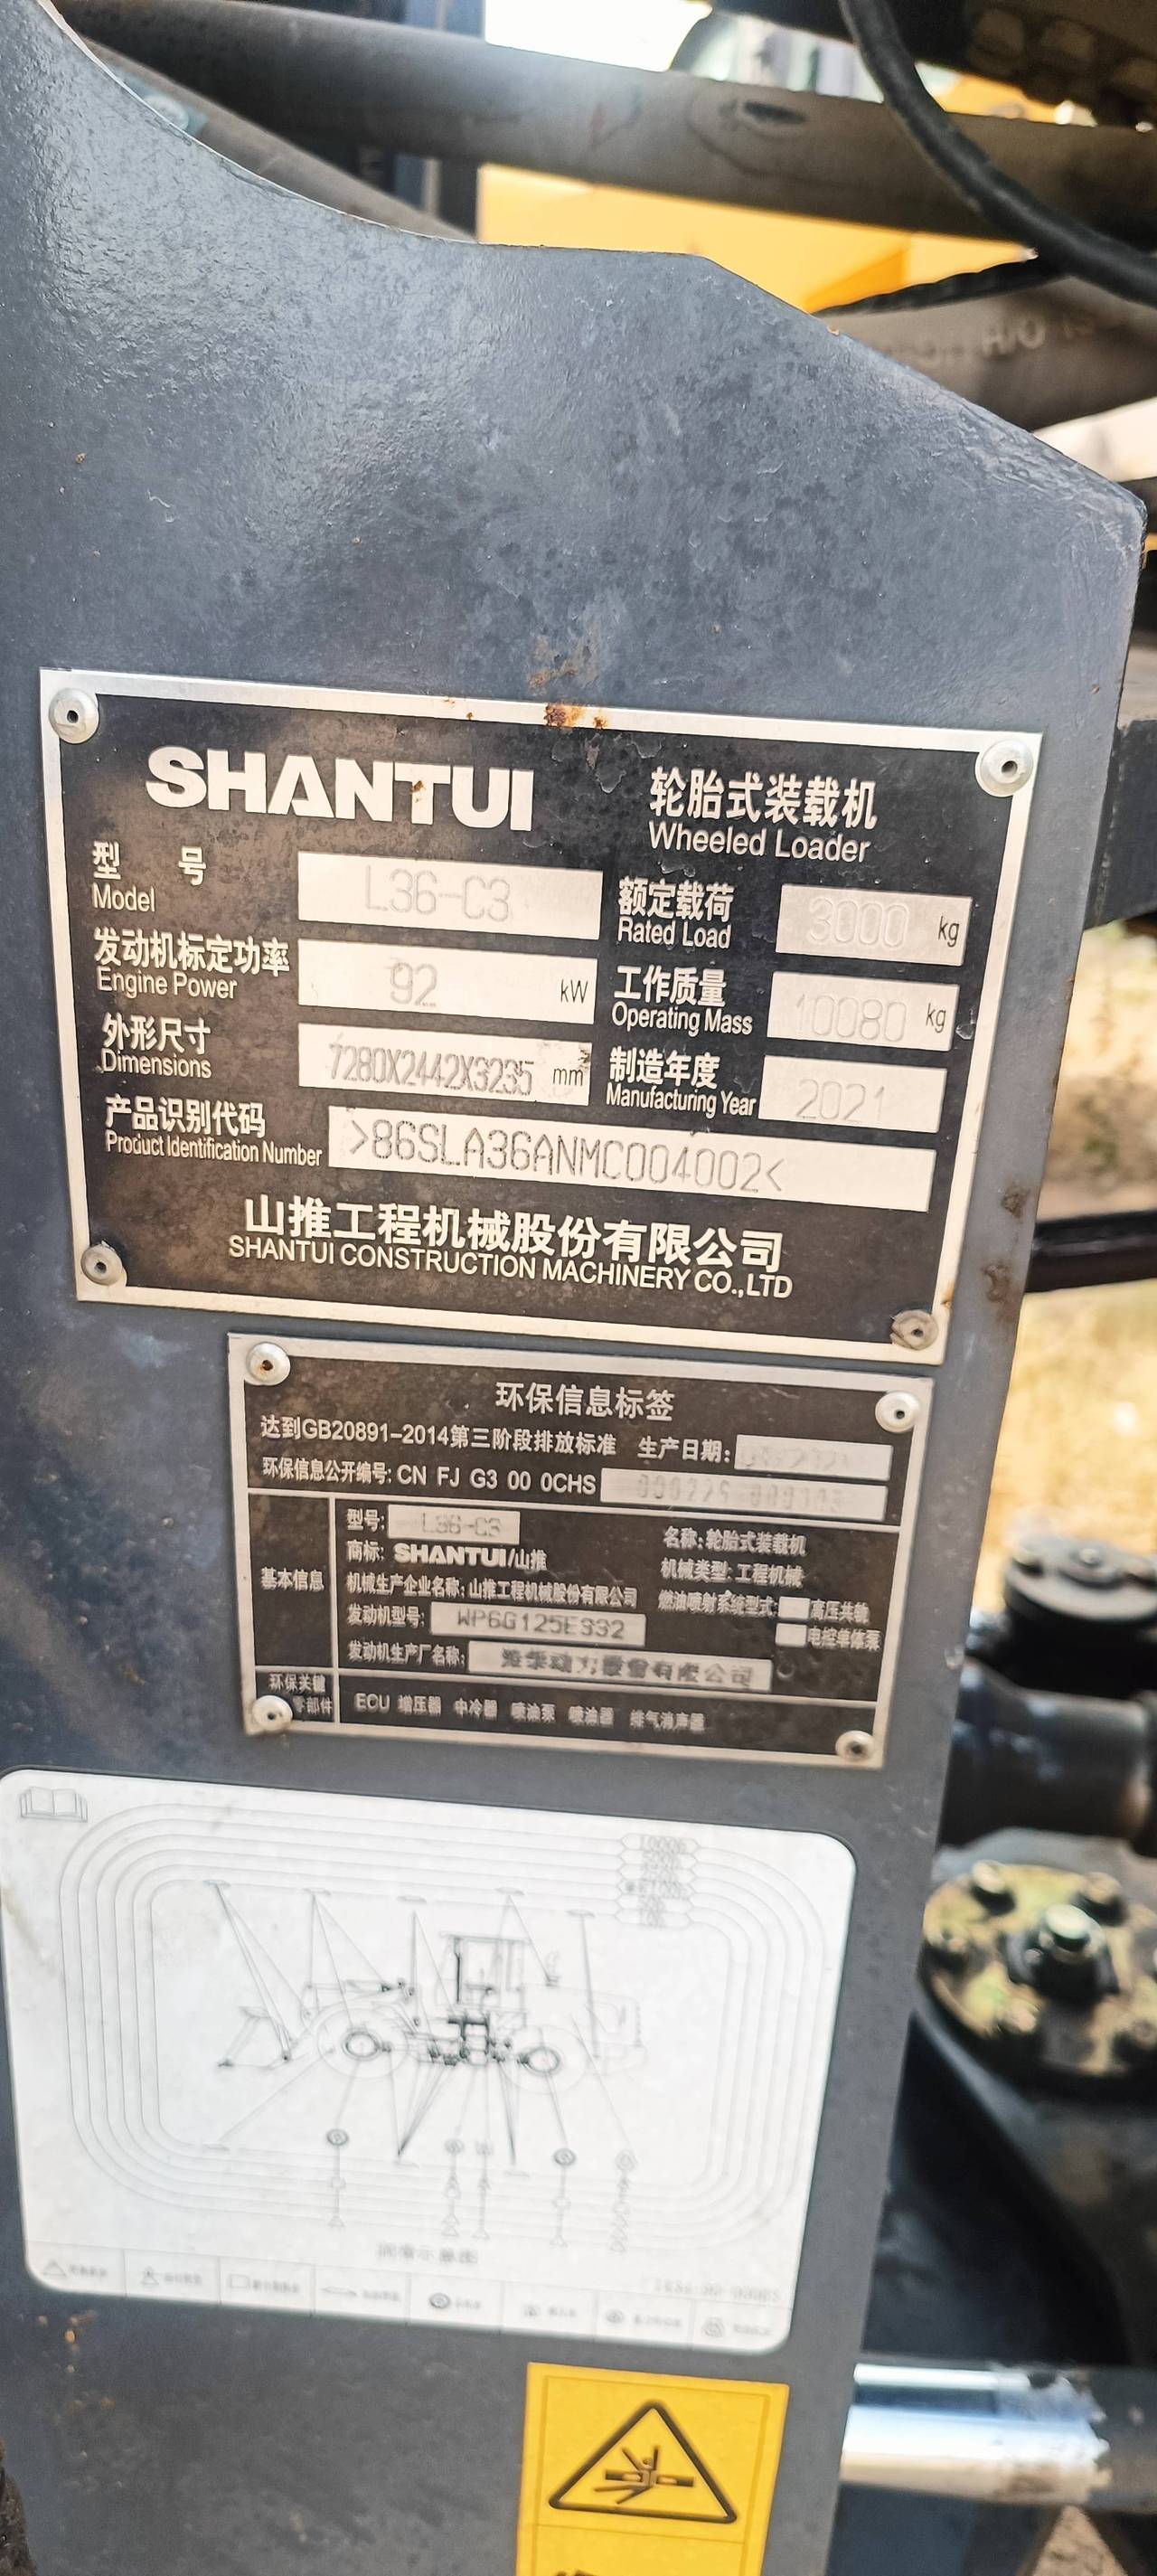 SHANTUI
轮胎式装载机
Wheeled Loader
型 号
Model
L36-C3
额定载荷
Rated Load
3000 kg
发动机标定功率
Engine Power
92 kW
工作质量
Operating Mass
10080 kg
外形尺寸
Dimensions
7280X2442X3235 mm
制造年度
Manufacturing Year
2021
产品识别代码
Product Identification Number
>86SLA36ANMC004002<
山推工程机械股份有限公司
SHANTUI CONSTRUCTION MACHINERY CO.,LTD
环保信息标签
达到GB20891-2014第三阶段排放标准 生产日期:
环保信息公开编号: CN FJ G3 00 0CHS
基本信息
型号: L36-C3
名称: 轮胎式装载机
商标: SHANTUI/山推
机械类型: 工程机械
机械生产企业名称: 山推工程机械股份有限公司
燃油喷射系统型式: 高压共轨
电控单体泵
发动机型号: WP6G125E332
发动机生产厂名称: 动力股份有限公司
环保关键
零部件
ECU 增压器 中冷器 喷油泵 喷油器 排气消声器